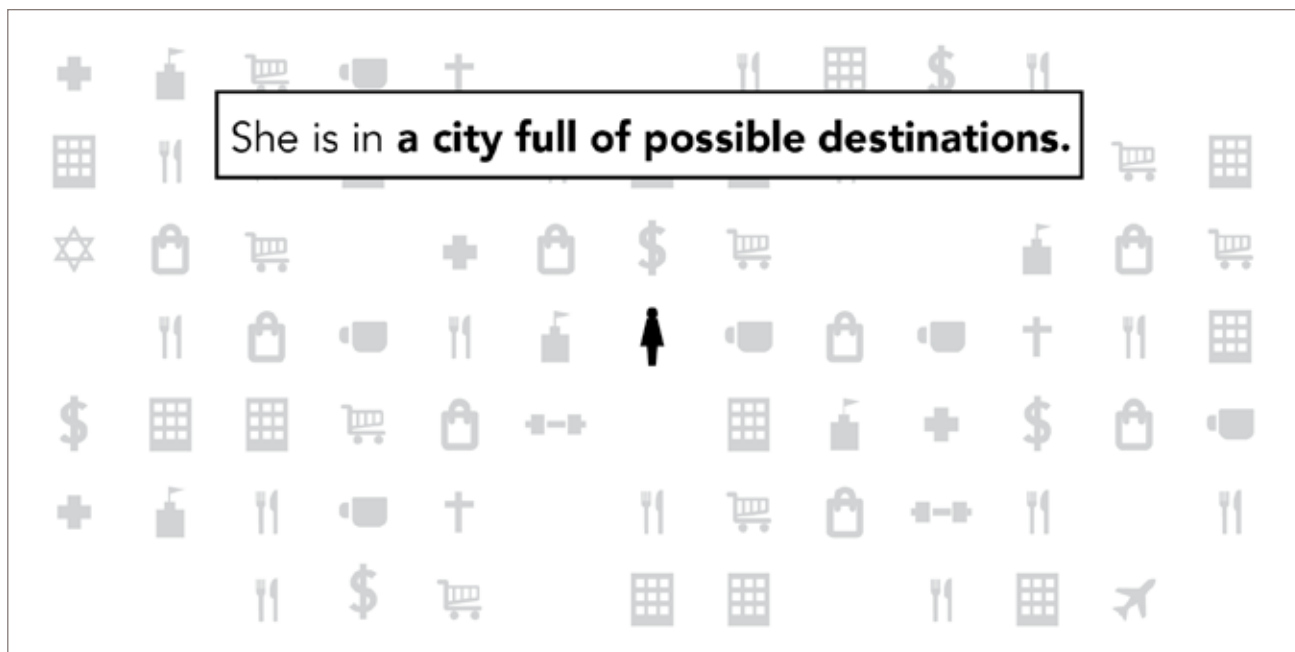 She is in a city full of possible destinations.